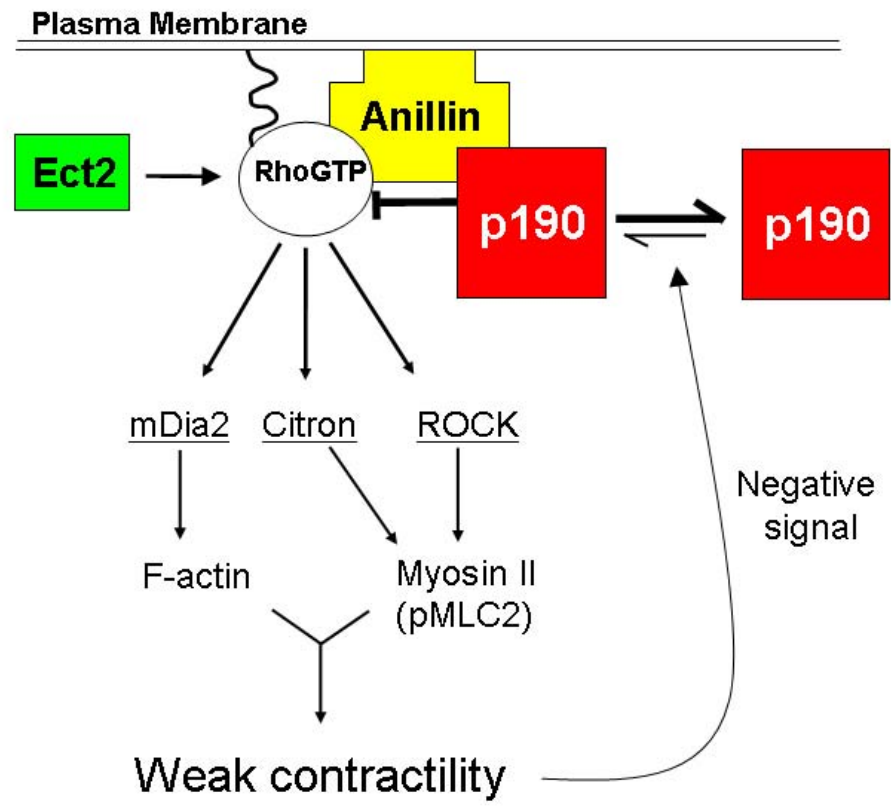 Plasma Membrane
Anillin
Ect2
RhoGTP
p190
p190
mDia2
Citron
ROCK
Negative
signal
F-actin
Myosin II
(pMLC2)
Weak contractility